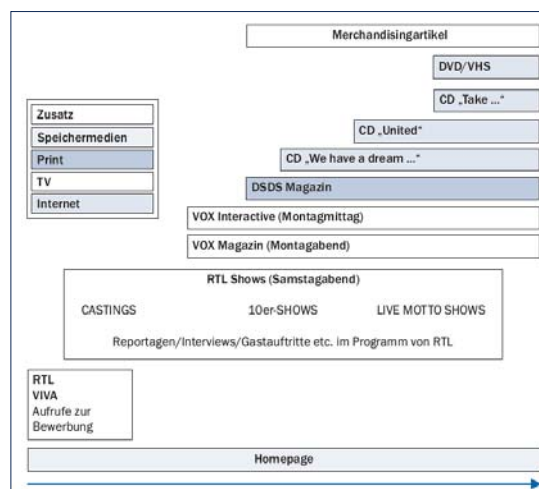 Merchandisingartikel
DVD/VHS
CD „Take ...“
CD „United“
CD „We have a dream ...“
DSDS Magazin
VOX Interactive (Montagmittag)
VOX Magazin (Montagabend)
Zusatz
Speichermedien
Print
TV
Internet
RTL Shows (Samstagabend)
CASTINGS 10er-SHOWS LIVE MOTTO SHOWS
Reportagen/Interviews/Gastauftritte etc. im Programm von RTL
RTL
VIVA
Aufrufe zur
Bewerbung
Homepage